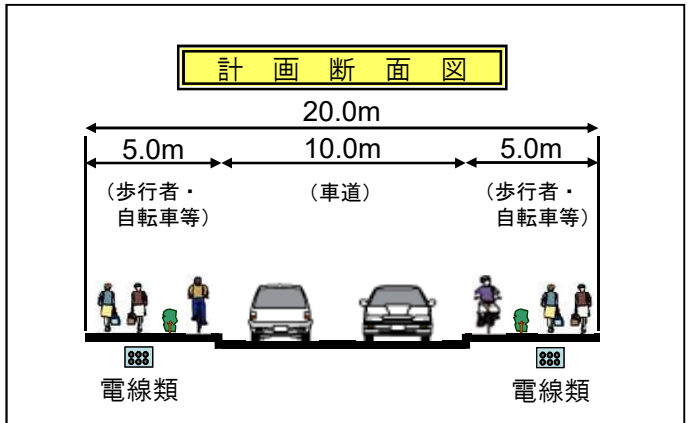 計画断面図
20.0m
5.0m 10.0m 5.0m
（歩行者・ （車道） （歩行者・
自転車等） 自転車等）
電線類 電線類